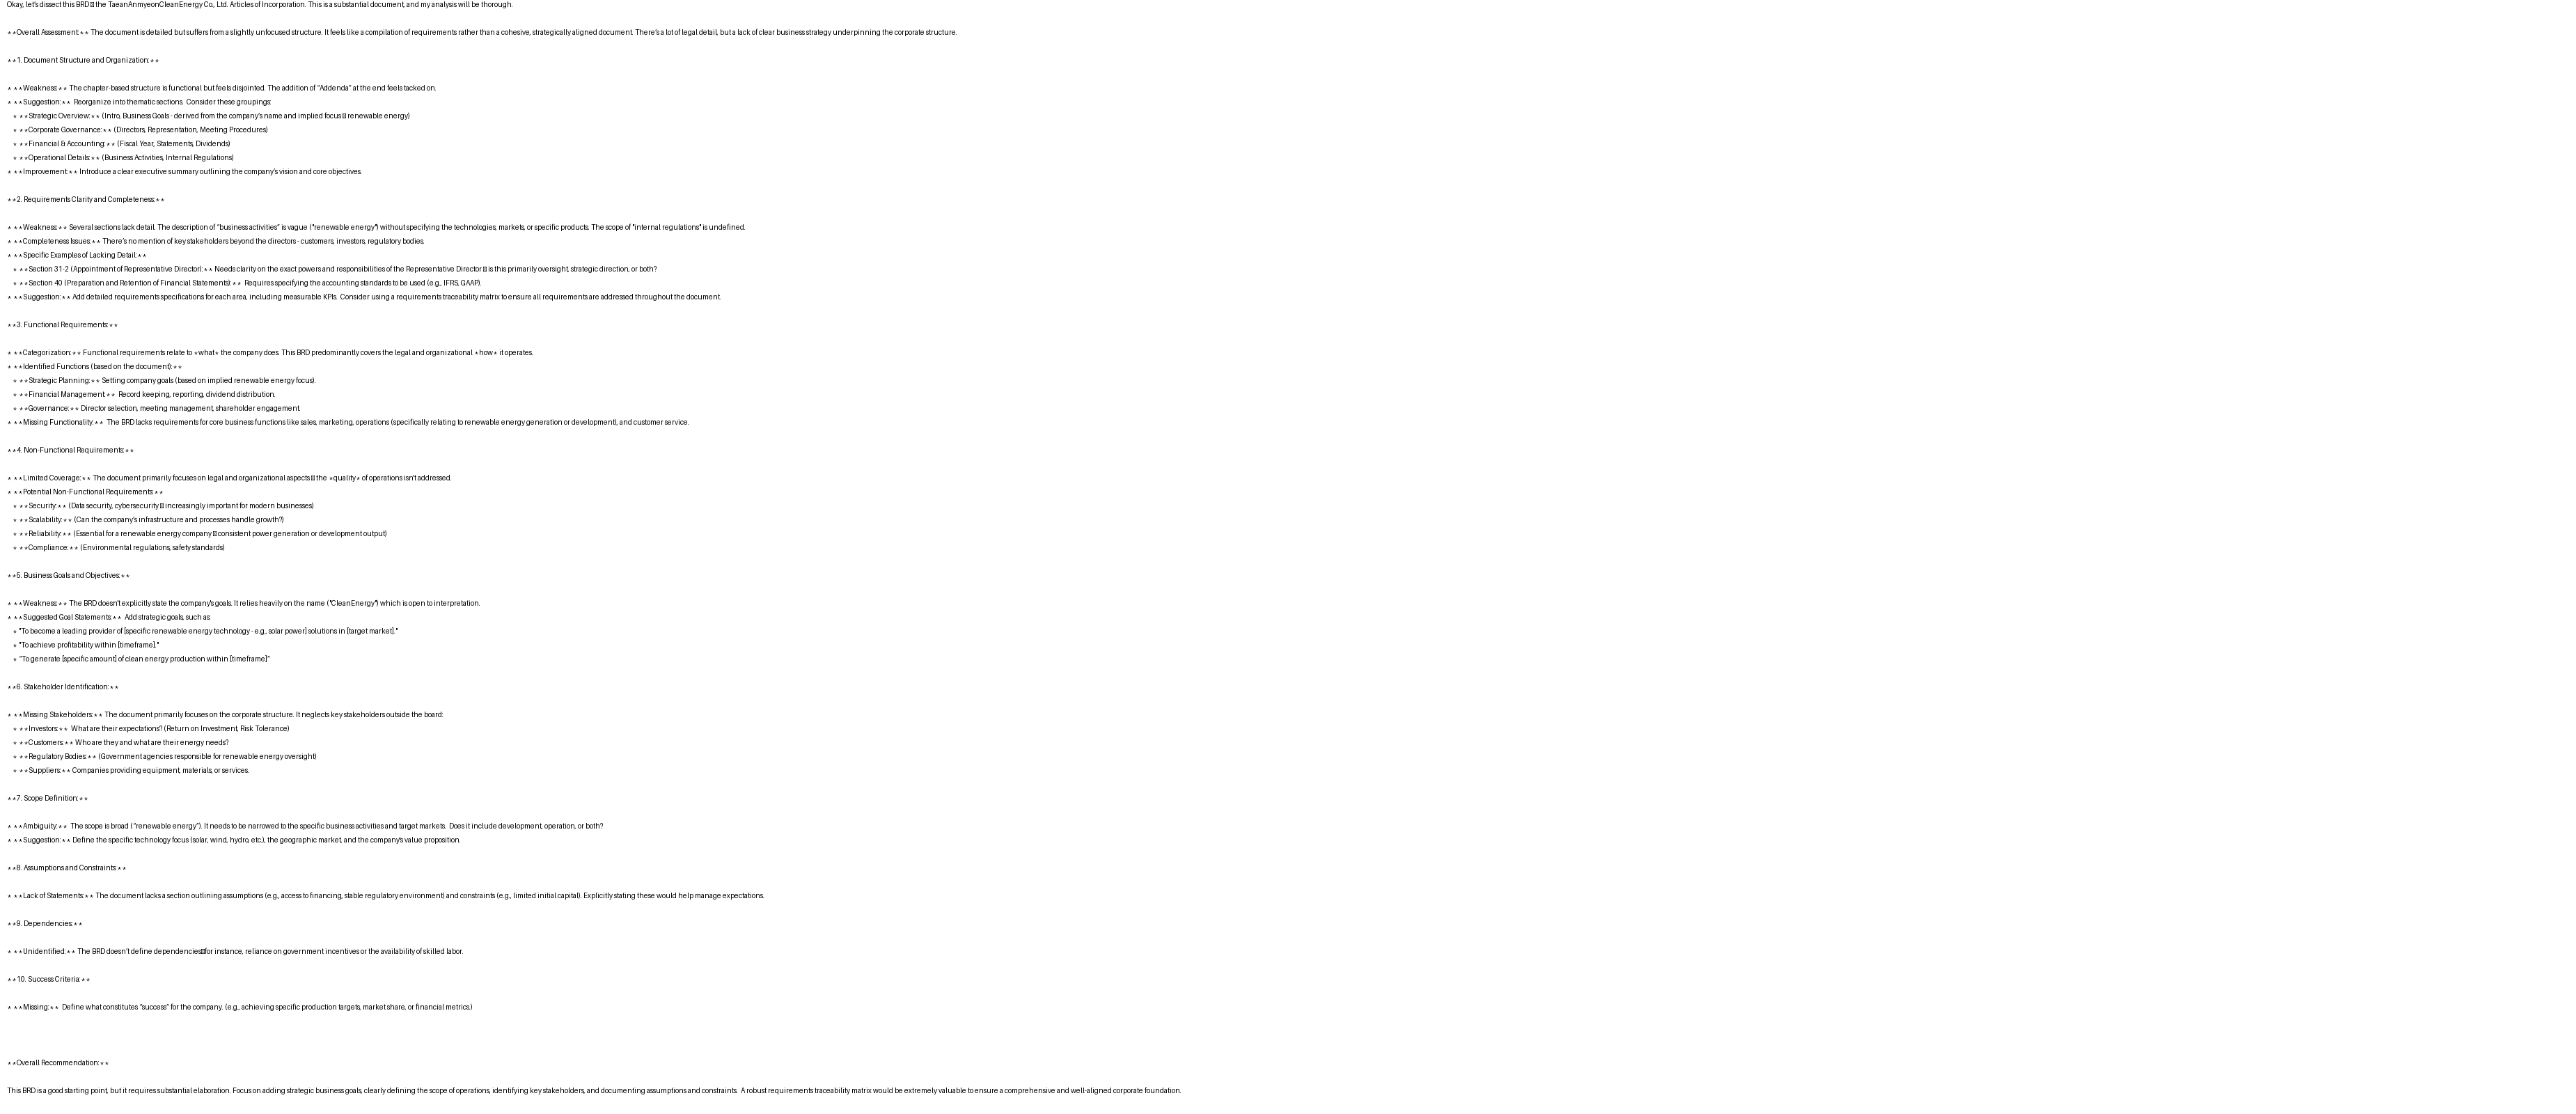 Okay, let's dissect this BRD – the TaeanAnmyeonCleanEnergy Co., Ltd. Articles of Incorporation. This is a substantial document, and my analysis will be thorough.
**Overall Assessment:** The document is detailed but suffers from a slightly unfocused structure. It feels like a compilation of requirements rather than a cohesive, strategically aligned document. There's a lot of legal detail, but a lack of clear business strategy underpinning the corporate structure.
**1. Document Structure and Organization:**
* **Weakness:** The chapter-based structure is functional but feels disjointed. The addition of "Addenda" at the end feels tacked on.
* **Suggestion:** Reorganize into thematic sections. Consider these groupings:
* **Strategic Overview:** (Intro, Business Goals - derived from the company's name and implied focus – renewable energy)
* **Corporate Governance:** (Directors, Representation, Meeting Procedures)
* **Financial & Accounting:** (Fiscal Year, Statements, Dividends)
* **Operational Details:** (Business Activities, Internal Regulations)
* **Improvement:** Introduce a clear executive summary outlining the company's vision and core objectives.
**2. Requirements Clarity and Completeness:**
* **Weakness:** Several sections lack detail. The description of "business activities" is vague ("renewable energy") without specifying the technologies, markets, or specific products. The scope of "internal regulations" is undefined.
* **Completeness Issues:** There's no mention of key stakeholders beyond the directors - customers, investors, regulatory bodies.
* **Specific Examples of Lacking Detail:**
* **Section 31-2 (Appointment of Representative Director):** Needs clarity on the exact powers and responsibilities of the Representative Director – is this primarily oversight, strategic direction, or both?
* **Section 40 (Preparation and Retention of Financial Statements):** Requires specifying the accounting standards to be used (e.g., IFRS, GAAP).
* **Suggestion:** Add detailed requirements specifications for each area, including measurable KPIs. Consider using a requirements traceability matrix to ensure all requirements are addressed throughout the document.
**3. Functional Requirements:**
* **Categorization:** Functional requirements relate to *what* the company does. This BRD predominantly covers the legal and organizational *how* it operates.
* **Identified Functions (based on the document):**
* **Strategic Planning:** Setting company goals (based on implied renewable energy focus).
* **Financial Management:** Record keeping, reporting, dividend distribution.
* **Governance:** Director selection, meeting management, shareholder engagement.
* **Missing Functionality:** The BRD lacks requirements for core business functions like sales, marketing, operations (specifically relating to renewable energy generation or development), and customer service.
**4. Non-Functional Requirements:**
* **Limited Coverage:** The document primarily focuses on legal and organizational aspects – the *quality* of operations isn't addressed.
* **Potential Non-Functional Requirements:**
* **Security:** (Data security, cybersecurity – increasingly important for modern businesses)
* **Scalability:** (Can the company's infrastructure and processes handle growth?)
* **Reliability:** (Essential for a renewable energy company – consistent power generation or development output)
* **Compliance:** (Environmental regulations, safety standards)
**5. Business Goals and Objectives:**
* **Weakness:** The BRD doesn't explicitly state the company's goals. It relies heavily on the name ("CleanEnergy") which is open to interpretation.
* **Suggested Goal Statements:** Add strategic goals, such as:
* "To become a leading provider of [specific renewable energy technology - e.g., solar power] solutions in [target market]."
* "To achieve profitability within [timeframe]."
* "To generate [specific amount] of clean energy production within [timeframe]"
**6. Stakeholder Identification:**
* **Missing Stakeholders:** The document primarily focuses on the corporate structure. It neglects key stakeholders outside the board:
* **Investors:** What are their expectations? (Return on Investment, Risk Tolerance)
* **Customers:** Who are they and what are their energy needs?
* **Regulatory Bodies:** (Government agencies responsible for renewable energy oversight)
* **Suppliers:** Companies providing equipment, materials, or services.
**7. Scope Definition:**
* **Ambiguity:** The scope is broad ("renewable energy"). It needs to be narrowed to the specific business activities and target markets. Does it include development, operation, or both?
* **Suggestion:** Define the specific technology focus (solar, wind, hydro, etc.), the geographic market, and the company's value proposition.
**8. Assumptions and Constraints:**
* **Lack of Statements:** The document lacks a section outlining assumptions (e.g., access to financing, stable regulatory environment) and constraints (e.g., limited initial capital). Explicitly stating these would help manage expectations.
**9. Dependencies:**
* **Unidentified:** The BRD doesn't define dependencies–for instance, reliance on government incentives or the availability of skilled labor.
**10. Success Criteria:**
* **Missing:** Define what constitutes "success" for the company. (e.g., achieving specific production targets, market share, or financial metrics.)
**Overall Recommendation:**
This BRD is a good starting point, but it requires substantial elaboration. Focus on adding strategic business goals, clearly defining the scope of operations, identifying key stakeholders, and documenting assumptions and constraints. A robust requirements traceability matrix would be extremely valuable to ensure a comprehensive and well-aligned corporate foundation.